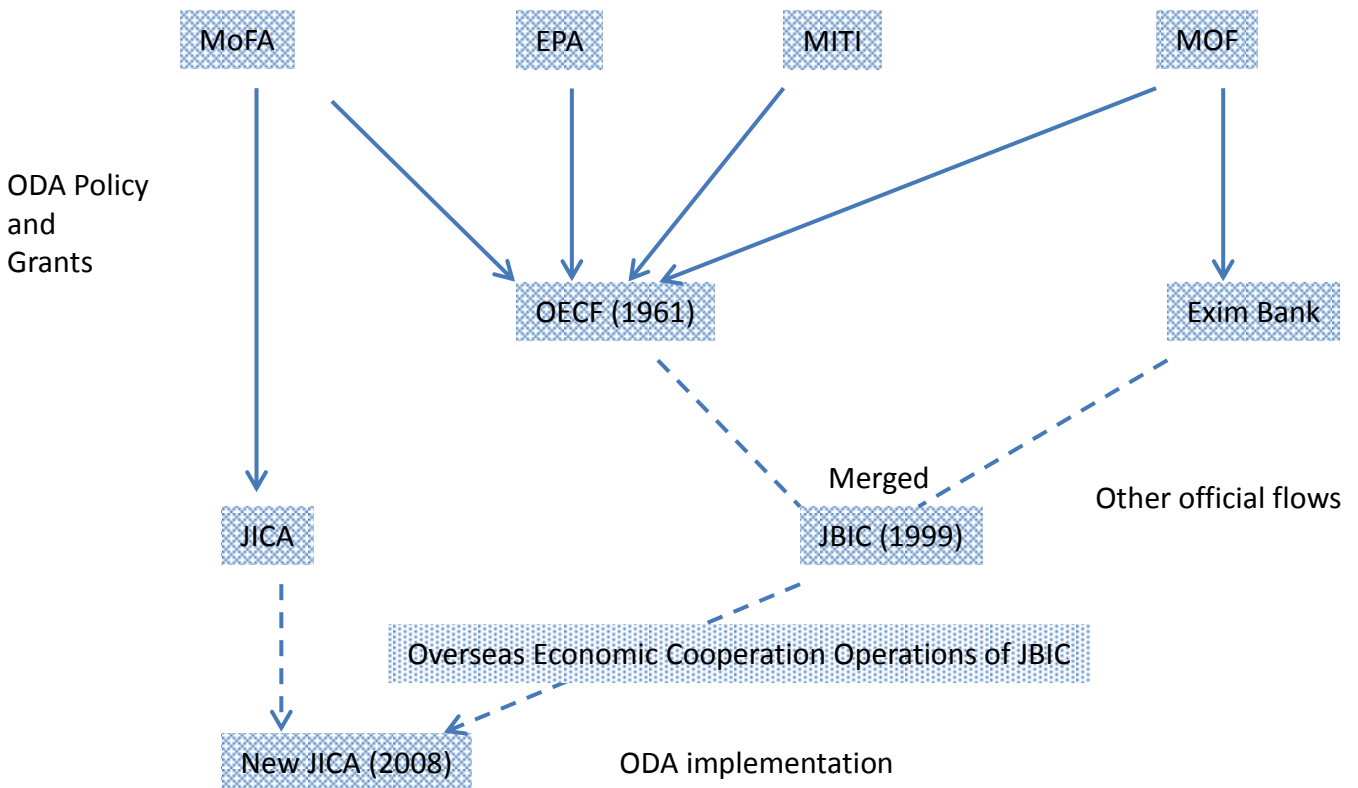 MoFA
EPA
MITI
MOF
ODA Policy
and
Grants
OECF (1961)
Exim Bank
Merged
Other official flows
JICA
JBIC (1999)
Overseas Economic Cooperation Operations of JBIC
New JICA (2008)
ODA implementation